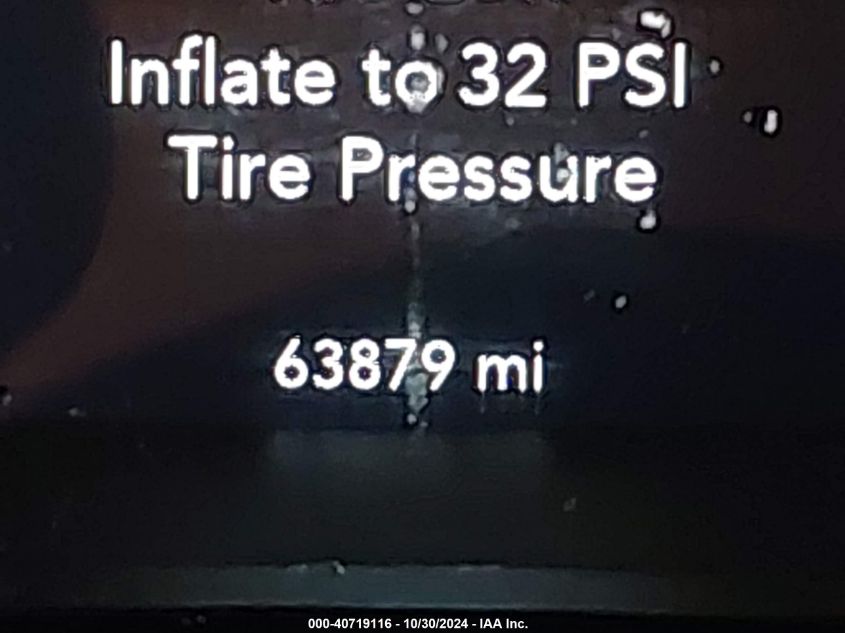 Inflate to 32 PSI
Tire Pressure
63879 mi
000-40719116 - 10/30/2024 - IAA Inc.